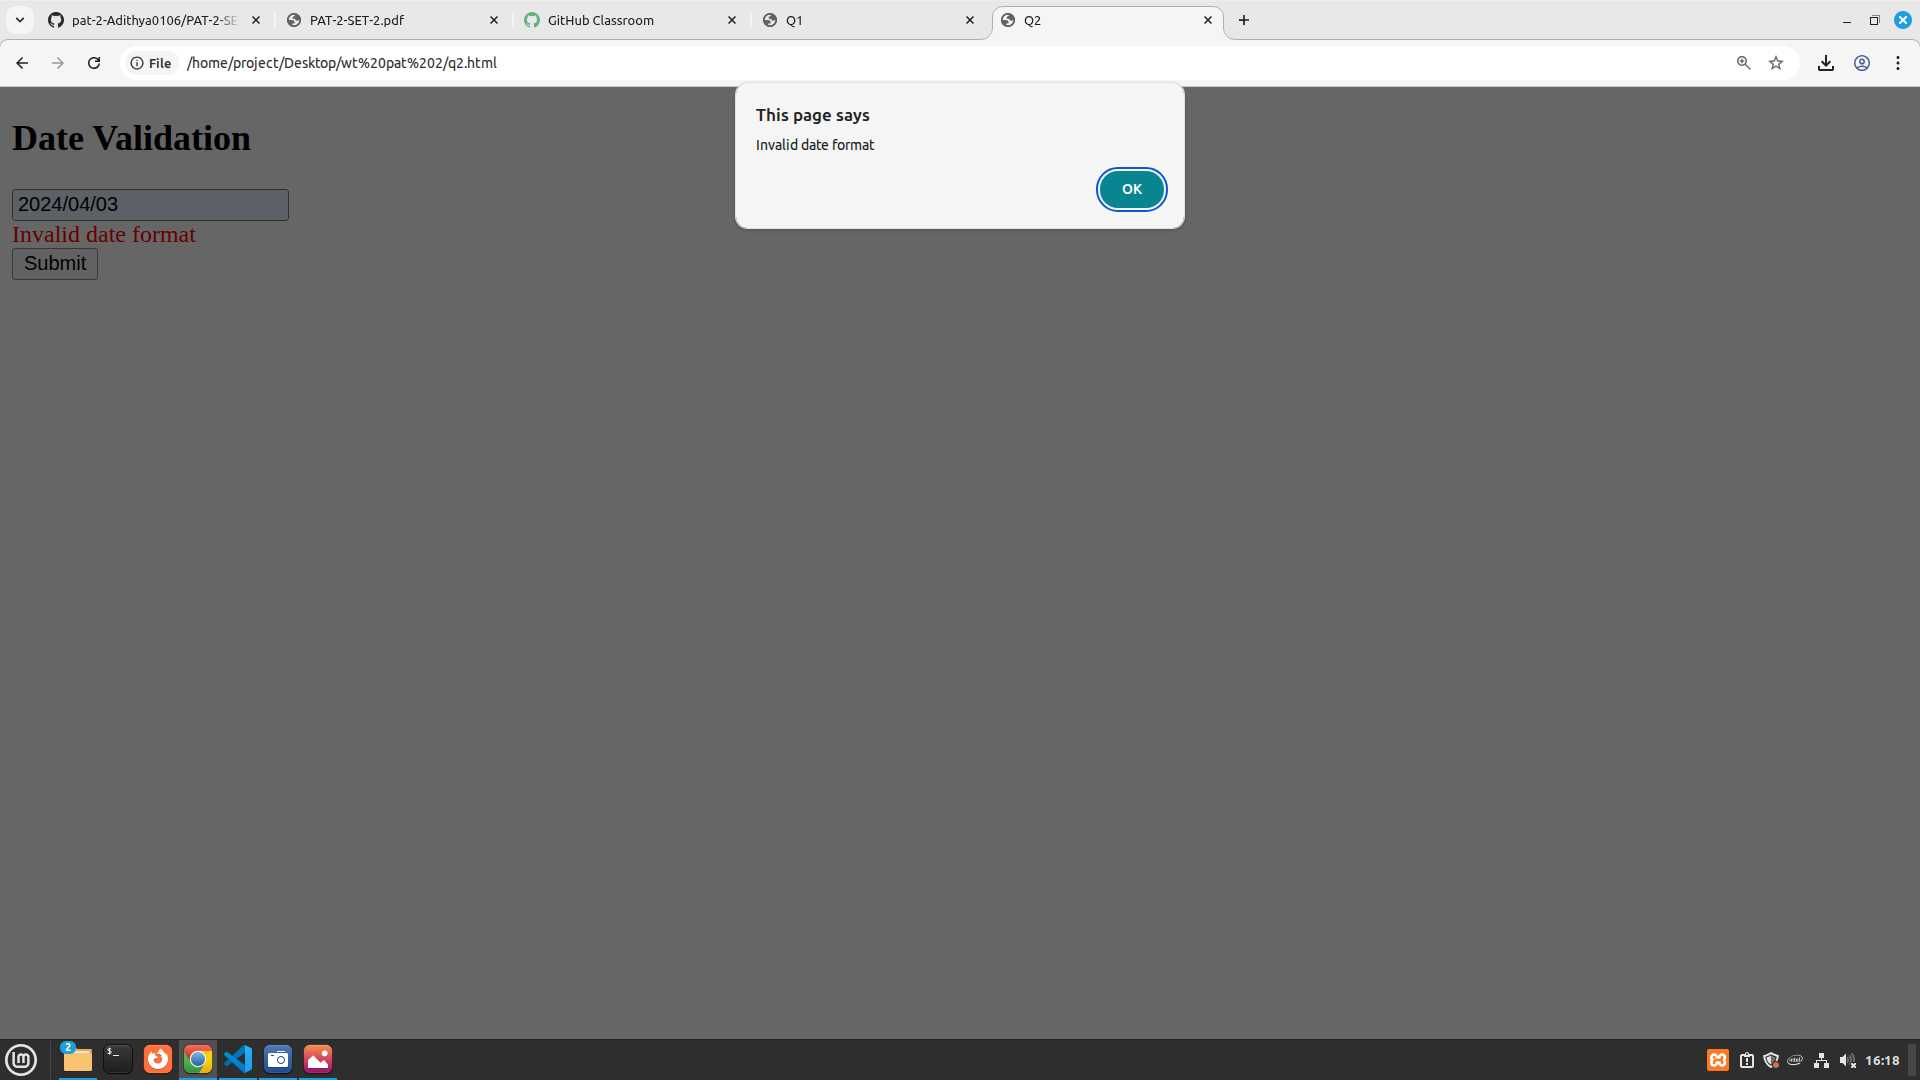 pat-2-Adithya0106/PAT-2-SE
PAT-2-SET-2.pdf
GitHub Classroom
Q1
Q2
File
/home/project/Desktop/wt%20pat%202/q2.html
This page says
Invalid date format
OK
Date Validation
2024/04/03
Invalid date format
Submit
lm
2
$_
intel
16:18